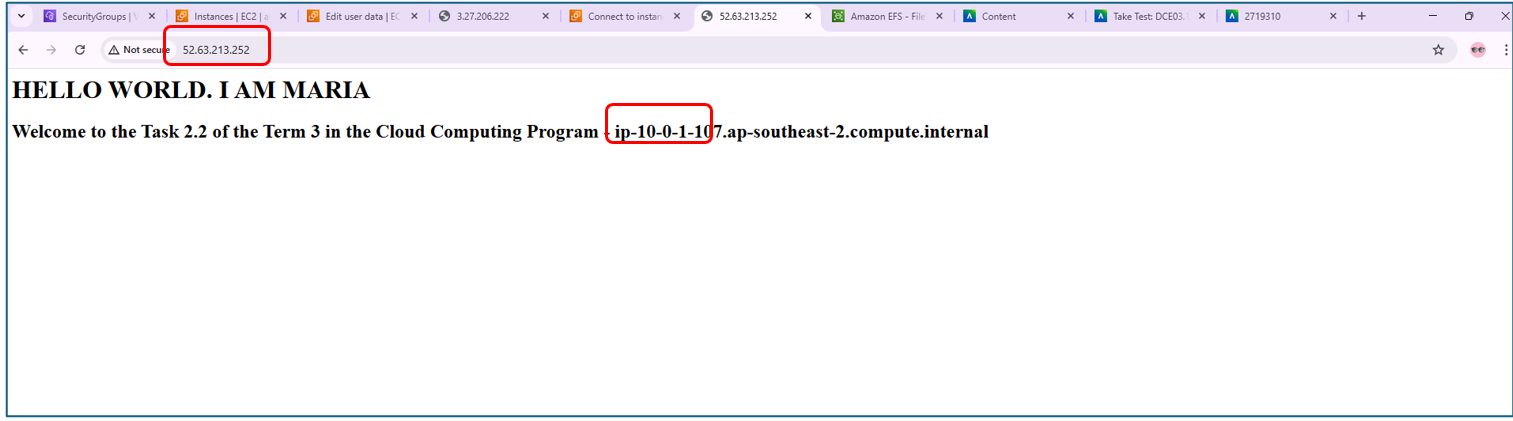 SecurityGroups | V
Instances | EC2 | a
Edit user data | EC
3.27.206.222
Connect to instan
52.63.213.252
Amazon EFS - File
Content
Take Test: DCE03.
2719310
Not secure
52.63.213.252
HELLO WORLD. I AM MARIA
Welcome to the Task 2.2 of the Term 3 in the Cloud Computing Program - ip-10-0-1-107.ap-southeast-2.compute.internal